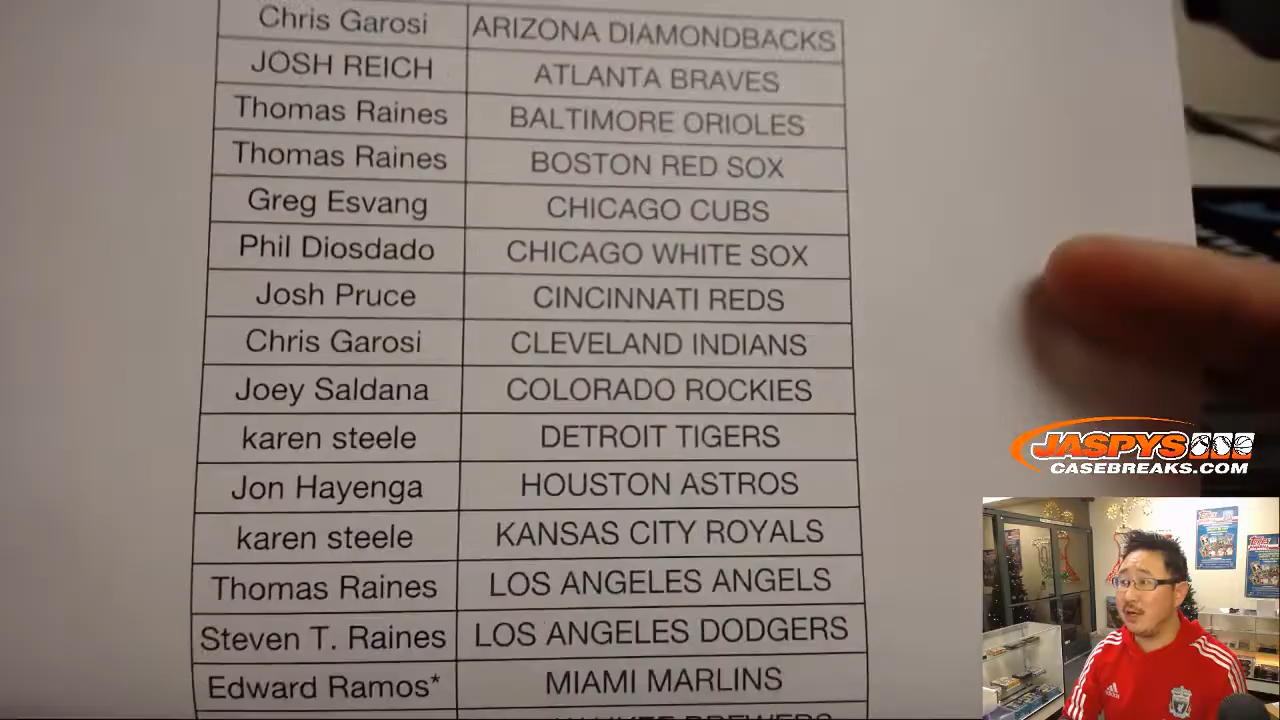 Chris Garosi ARIZONA DIAMONDBACKS
JOSH REICH ATLANTA BRAVES
Thomas Raines BALTIMORE ORIOLES
Thomas Raines BOSTON RED SOX
Greg Esvang CHICAGO CUBS
Phil Diosdado CHICAGO WHITE SOX
Josh Pruce CINCINNATI REDS
Chris Garosi CLEVELAND INDIANS
Joey Saldana COLORADO ROCKIES
karen steele DETROIT TIGERS
Jon Hayenga HOUSTON ASTROS
karen steele KANSAS CITY ROYALS
Thomas Raines LOS ANGELES ANGELS
Steven T. Raines LOS ANGELES DODGERS
Edward Ramos* MIAMI MARLINS
JASPYS
CASEBREAKS.COM